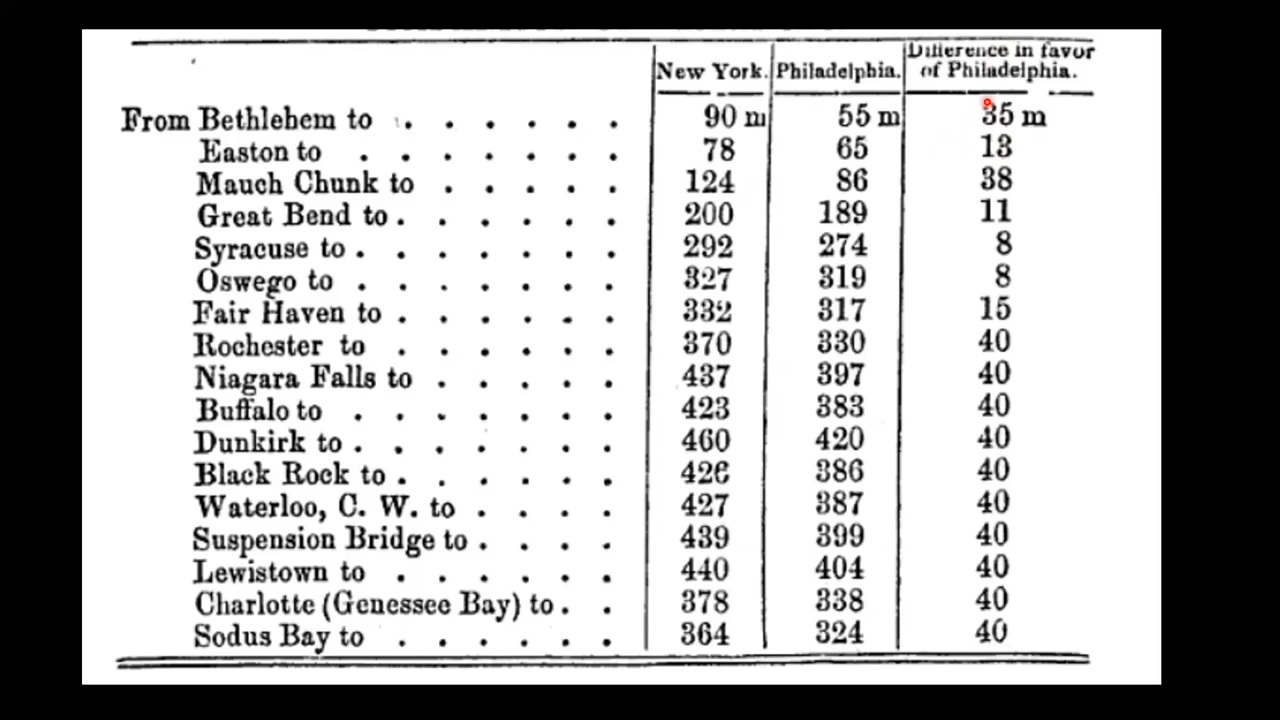 New York. Philadelphia. Difference in favor of Philadelphia.
From Bethlehem to . . . . . . 90 m 55 m 35 m
Easton to . . . . . . . 78 65 13
Mauch Chunk to . . . . . 124 86 38
Great Bend to . . . . . . 200 189 11
Syracuse to . . . . . . . 292 274 8
Oswego to . . . . . . . 327 319 8
Fair Haven to . . . . . . 332 317 15
Rochester to . . . . . . 370 330 40
Niagara Falls to . . . . . 437 397 40
Buffalo to . . . . . . . 423 383 40
Dunkirk to . . . . . . . 460 420 40
Black Rock to . . . . . . 426 386 40
Waterloo, C. W. to . . . . 427 387 40
Suspension Bridge to . . . . 439 399 40
Lewistown to . . . . . . 440 404 40
Charlotte (Genessee Bay) to . . 378 338 40
Sodus Bay to . . . . . . 364 324 40